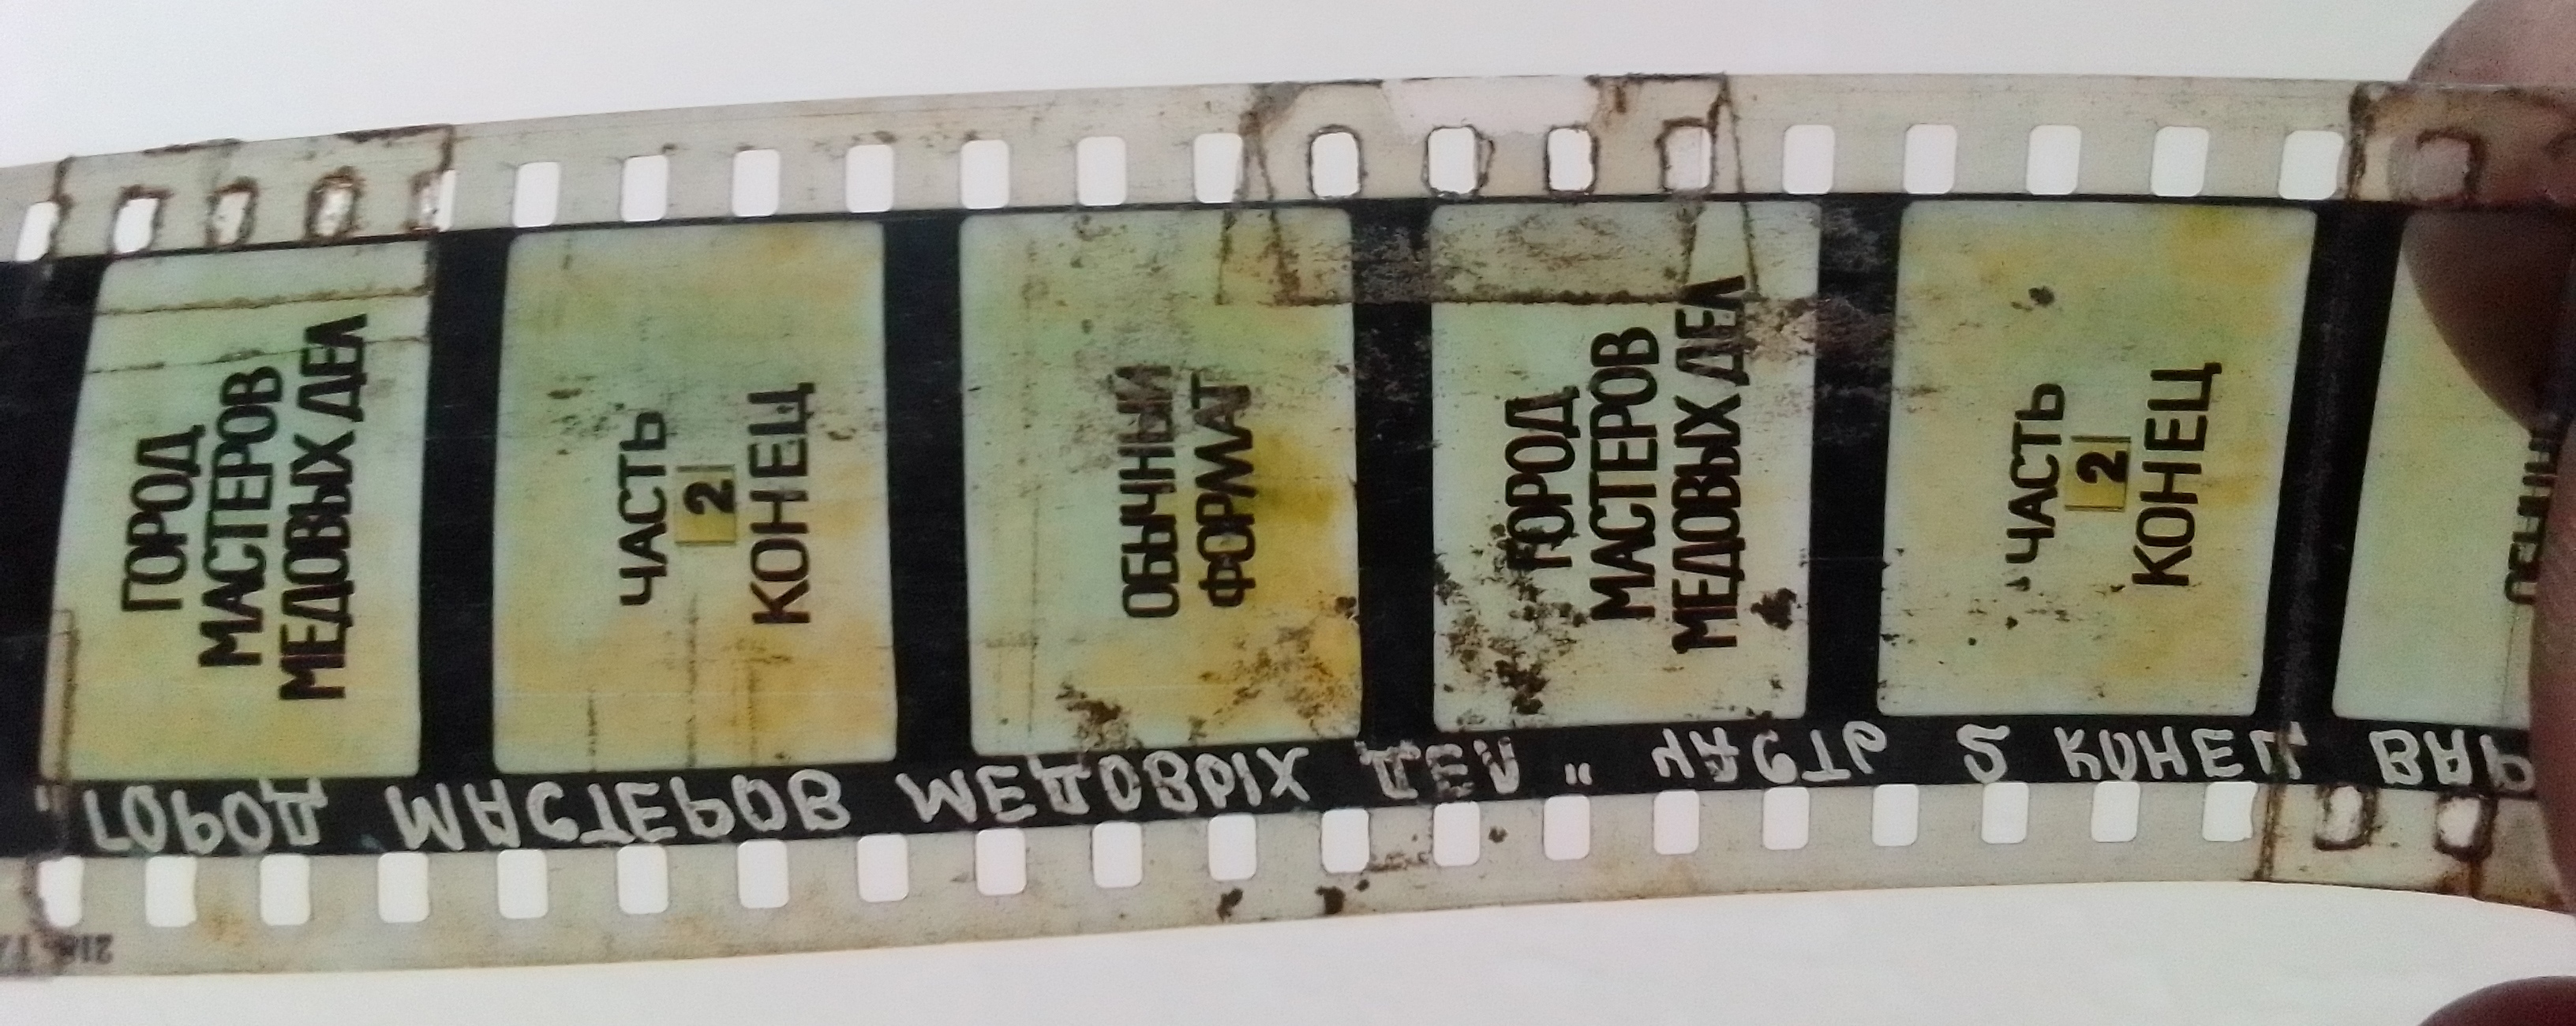 ГОРОД
МАСТЕРОВ
МЕДОВЫХ ДЕЛ
ЧАСТЬ
2
КОНЕЦ
ОБЫЧНЫЙ
ФОРМАТ
ГОРОД
МАСТЕРОВ
МЕДОВЫХ ДЕЛ
ЧАСТЬ
2
КОНЕЦ
"ГОРОД МАСТЕРОВ МЕДОВЫХ ДЕЛ" ЧАСТЬ 2 КОНЕЦ